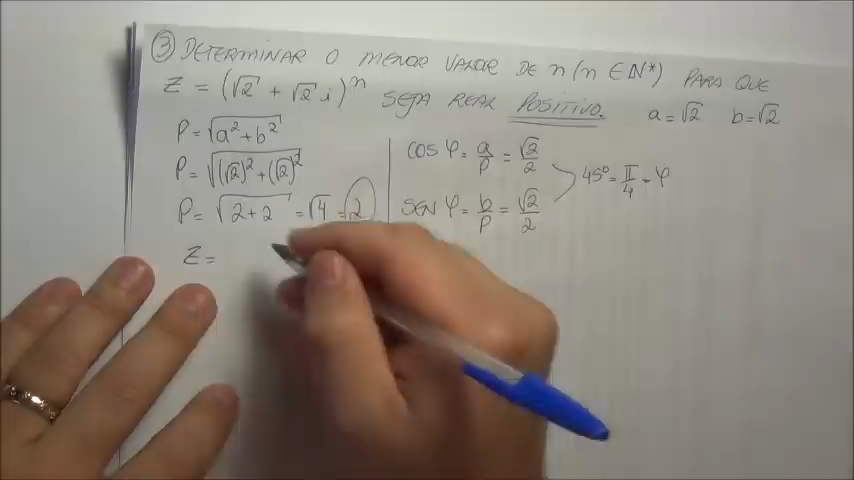 ③ DETERMINAR O MENOR VALOR DE n (n ∈ N*) PARA QUE
Z = (√2 + √2 i)^n SEJA REAL POSITIVO. a = √2 b = √2
ρ = √(a² + b²)
ρ = √((√2)² + (√2)²)
ρ = √(2 + 2) = √4 = 2
Z =
COS φ = a/ρ = √2/2
SEN φ = b/ρ = √2/2
45° = π/4 = φ